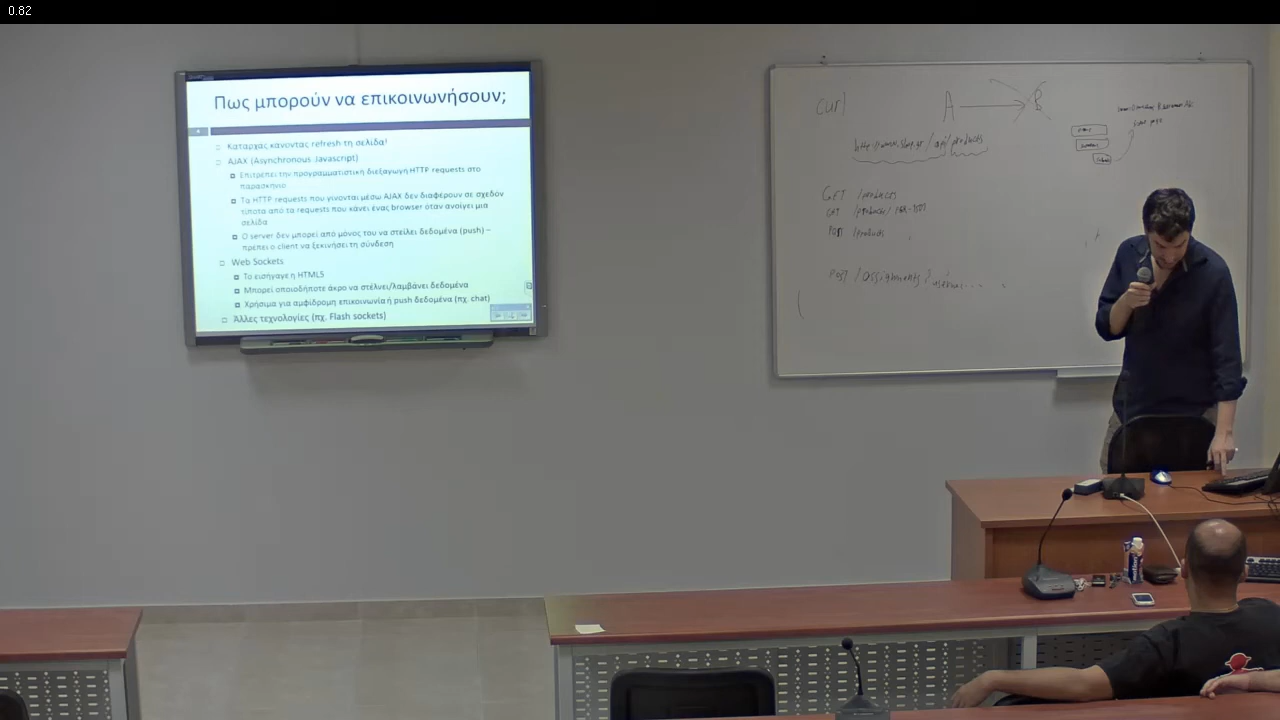 0.82
Πως μπορούν να επικοινωνήσουν;
Καταρχάς κάνοντας refresh τη σελίδα!
AJAX (Asynchronous Javascript)
Επιτρέπει την προγραμματιστική διεξαγωγή HTTP requests στο
παρασκήνιο
Τα HTTP requests που γίνονται μέσω AJAX δεν διαφέρουν σε σχεδόν
τίποτα από τα requests που κάνει ένας browser όταν ανοίγει μια
σελίδα
Ο server δεν μπορεί από μόνος του να στείλει δεδομένα (push) –
πρέπει ο client να ξεκινήσει τη σύνδεση
Web Sockets
Το εισήγαγε η HTML5
Μπορεί οποιοδήποτε άκρο να στέλνει/λαμβάνει δεδομένα
Χρήσιμα για αμφίδρομη επικοινωνία ή push δεδομένα (πχ. chat)
Άλλες τεχνολογίες (πχ. Flash sockets)
curl
A
B
/api/products
GET /products
GET /products/
POST /products
POST /assignments?